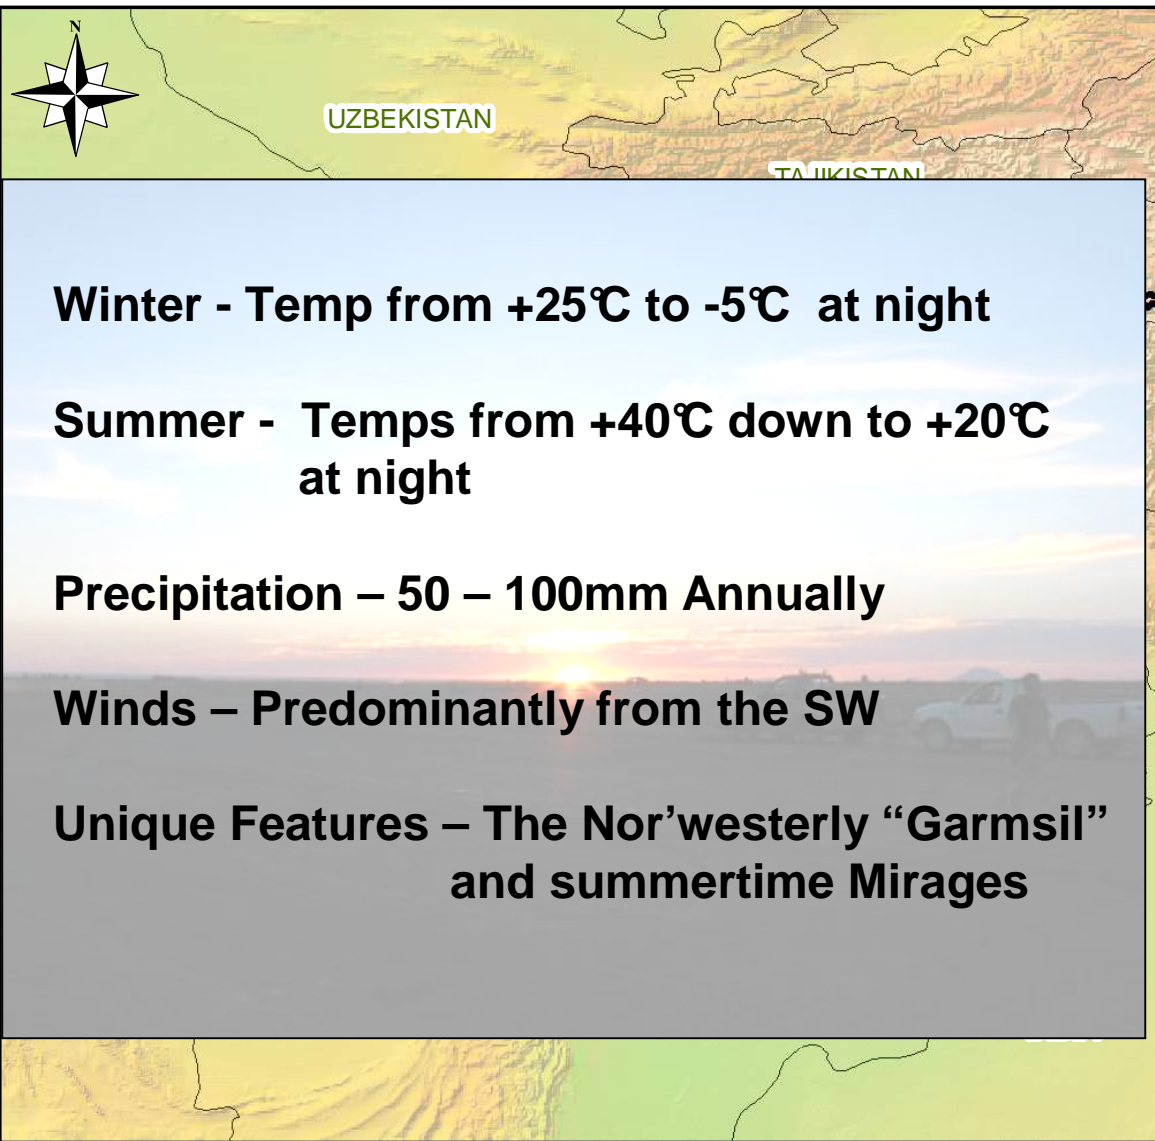 N
UZBEKISTAN
TAJIKISTAN
Winter - Temp from +25°C to -5°C at night
Summer - Temps from +40°C down to +20°C
at night
Precipitation – 50 – 100mm Annually
Winds – Predominantly from the SW
Unique Features – The Nor’westerly “Garmsil”
and summertime Mirages